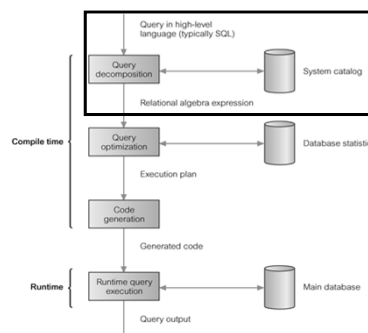 Query in high-level
language (typically SQL)
Query
decomposition
System catalog
Relational algebra expression
Compile time
Query
optimization
Database statistic
Execution plan
Code
generation
Generated code
Runtime
Runtime query
execution
Main database
Query output